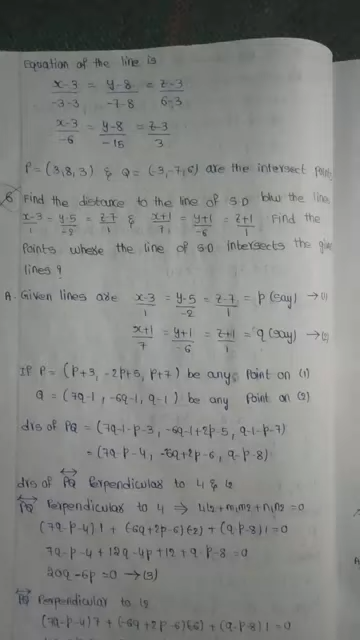 Equation of the line is
x-3/-3-3 = y-8/-7-8 = z-3/6-3
x-3/-6 = y-8/-15 = z-3/3
P = (3,8,3) & Q = (-3,-7,6) are the intersect points
6 Find the distance to the line of S.D b/w the lines
x-3/1 = y-5/-2 = z-7/1 & x+1/7 = y+1/-6 = z+1/1. Find the
points where the line of S.D intersects the given
lines ?
A. Given lines are x-3/1 = y-5/-2 = z-7/1 = p (say) → (1)
x+1/7 = y+1/-6 = z+1/1 = q (say) → (2)
If P = (p+3, -2p+5, p+7) be any point on (1)
Q = (7q-1, -6q-1, q-1) be any point on (2)
drs of PQ = (7q-1-p-3, -6q-1+2p-5, q-1-p-7)
= (7q-p-4, -6q+2p-6, q-p-8)
drs of PQ perpendicular to L1 & L2
PQ perpendicular to L1 ⇒ l1l2+m1m2+n1n2=0
(7q-p-4)1 + (-6q+2p-6)(-2) + (q-p-8)1=0
7q-p-4+12q-4p+12+q-p-8=0
20q-6p=0 → (3)
PQ perpendicular to l2
(7q-p-4)7 + (-6q+2p-6)(-6) + (q-p-8)1=0